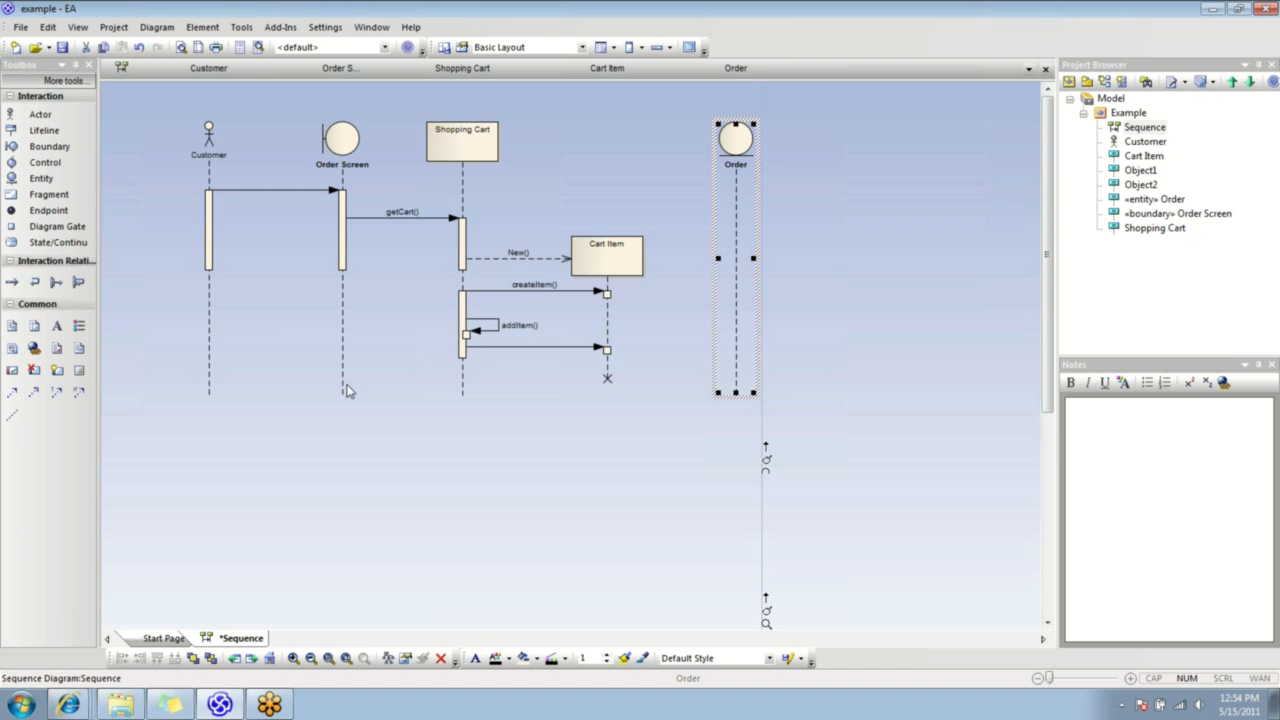 example - EA
File Edit View Project Diagram Element Tools Add-Ins Settings Window Help
<default>
Basic Layout
Toolbox
More tools...
Interaction
Actor
Lifeline
Boundary
Control
Entity
Fragment
Endpoint
Diagram Gate
State/Continu
Interaction Relati...
Common
Customer Order S... Shopping Cart Cart Item Order
Customer
Order Screen
Shopping Cart
Order
getCart()
Cart Item
New()
createItem()
addItem()
Start Page *Sequence
A 1 Default Style
Project Browser
Model
Example
Sequence
Customer
Cart Item
Object1
Object2
«entity» Order
«boundary» Order Screen
Shopping Cart
Notes
B I U A
Sequence Diagram:Sequence Order CAP NUM SCRL WAN
12:54 PM
5/15/2011